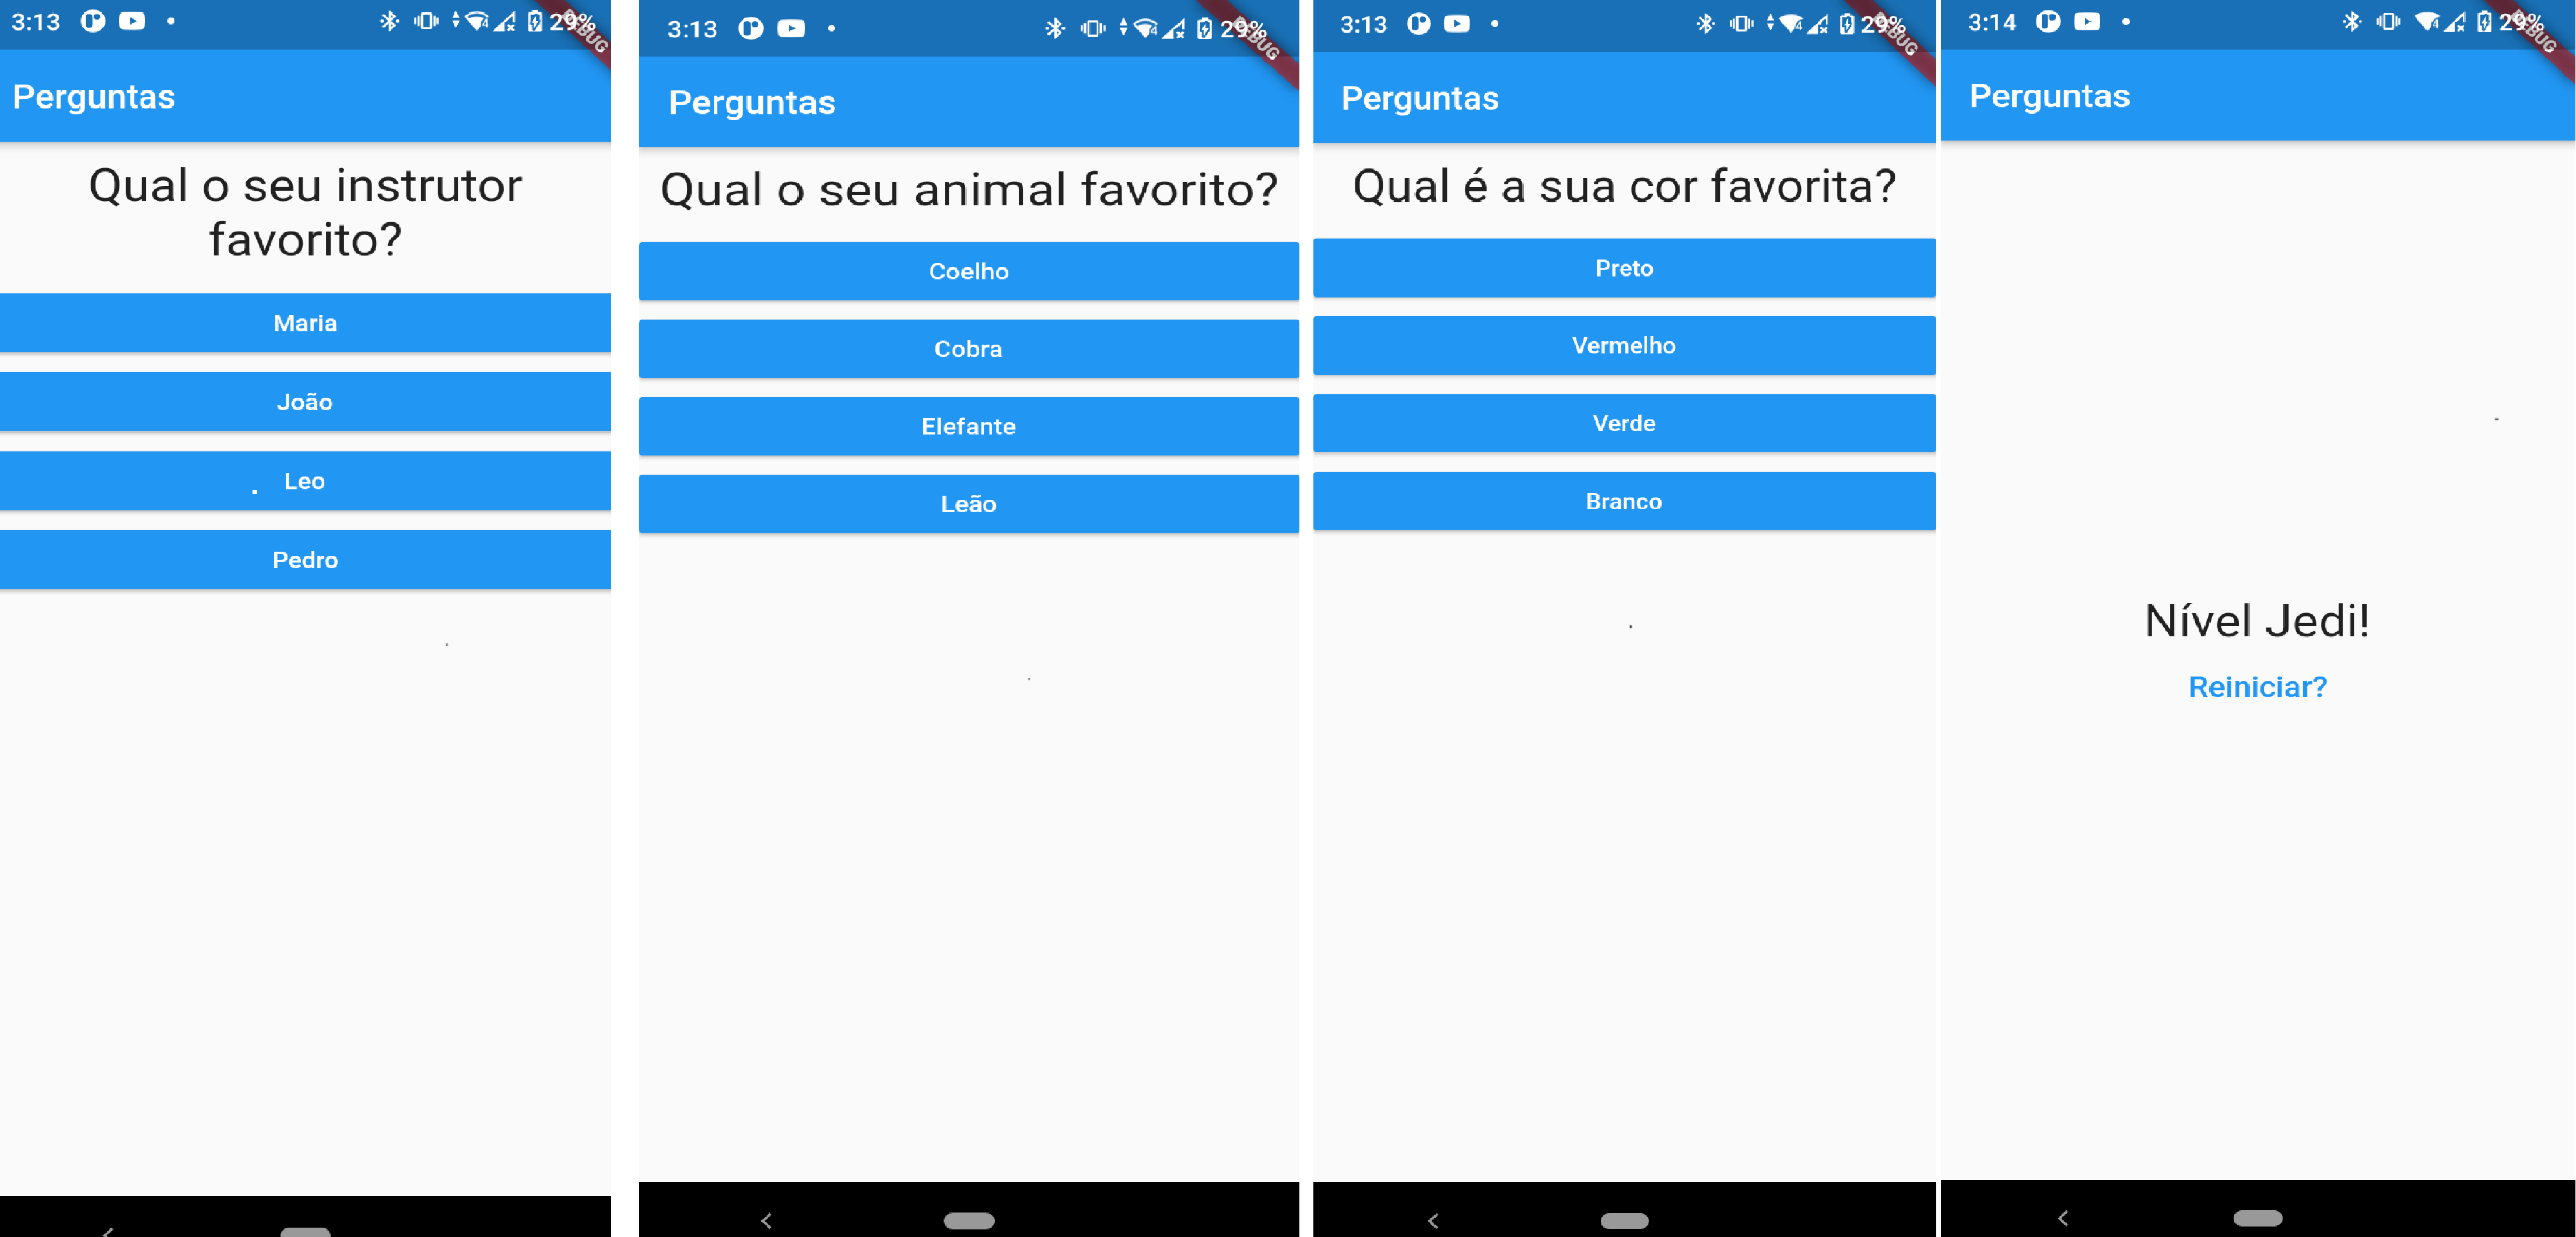 3:13
29%
DEBUG
Perguntas
Qual o seu instrutor
favorito?
Maria
João
Leo
Pedro
3:13
29%
DEBUG
Perguntas
Qual o seu animal favorito?
Coelho
Cobra
Elefante
Leão
3:13
29%
DEBUG
Perguntas
Qual é a sua cor favorita?
Preto
Vermelho
Verde
Branco
3:14
29%
DEBUG
Perguntas
Nível Jedi!
Reiniciar?